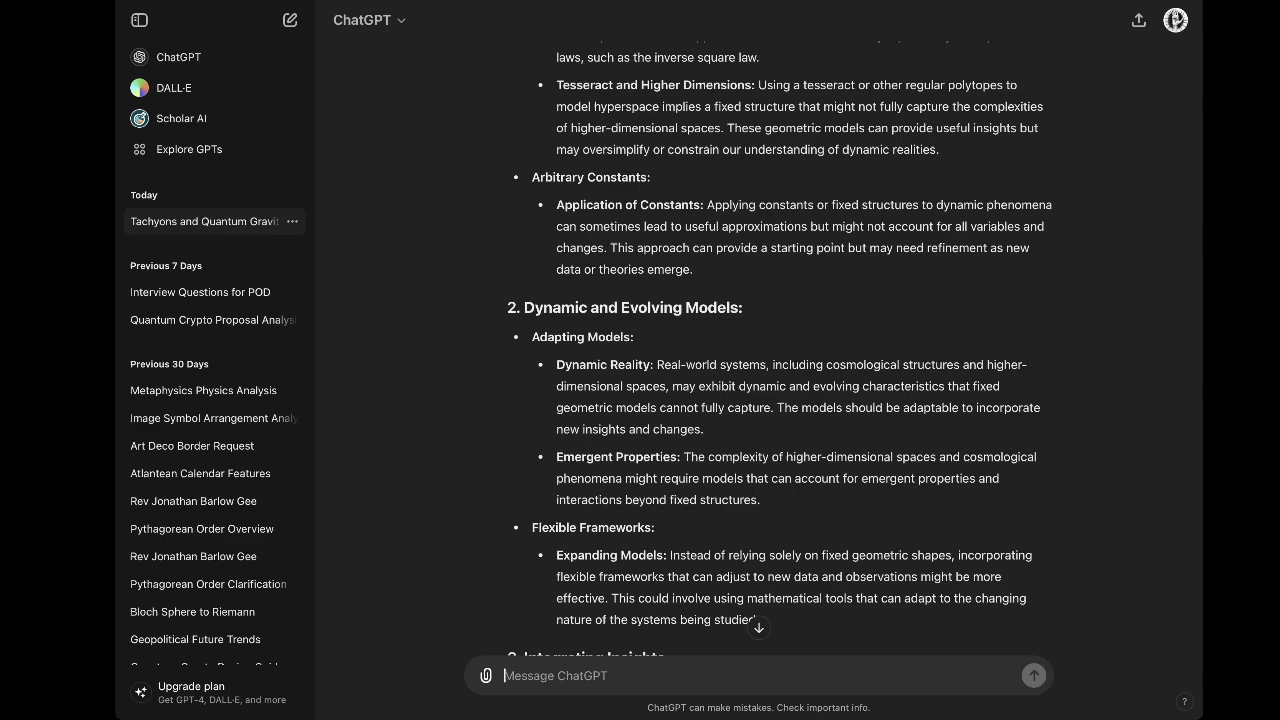 ChatGPT
ChatGPT
DALL·E
Scholar AI
Explore GPTs
Today
Tachyons and Quantum Gravit
Previous 7 Days
Interview Questions for POD
Quantum Crypto Proposal Analysi
Previous 30 Days
Metaphysics Physics Analysis
Image Symbol Arrangement Analy
Art Deco Border Request
Atlantean Calendar Features
Rev Jonathan Barlow Gee
Pythagorean Order Overview
Rev Jonathan Barlow Gee
Pythagorean Order Clarification
Bloch Sphere to Riemann
Geopolitical Future Trends
Upgrade plan
Get GPT-4, DALL·E, and more
laws, such as the inverse square law.
• Tesseract and Higher Dimensions: Using a tesseract or other regular polytopes to
model hyperspace implies a fixed structure that might not fully capture the complexities
of higher-dimensional spaces. These geometric models can provide useful insights but
may oversimplify or constrain our understanding of dynamic realities.
• Arbitrary Constants:
• Application of Constants: Applying constants or fixed structures to dynamic phenomena
can sometimes lead to useful approximations but might not account for all variables and
changes. This approach can provide a starting point but may need refinement as new
data or theories emerge.
2. Dynamic and Evolving Models:
• Adapting Models:
• Dynamic Reality: Real-world systems, including cosmological structures and higher-
dimensional spaces, may exhibit dynamic and evolving characteristics that fixed
geometric models cannot fully capture. The models should be adaptable to incorporate
new insights and changes.
• Emergent Properties: The complexity of higher-dimensional spaces and cosmological
phenomena might require models that can account for emergent properties and
interactions beyond fixed structures.
• Flexible Frameworks:
• Expanding Models: Instead of relying solely on fixed geometric shapes, incorporating
flexible frameworks that can adjust to new data and observations might be more
effective. This could involve using mathematical tools that can adapt to the changing
nature of the systems being studied
Integrating Insights
Message ChatGPT
ChatGPT can make mistakes. Check important info.
?